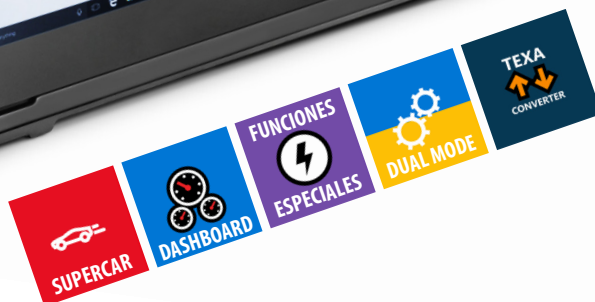 SUPERCAR
DASHBOARD
FUNCIONES
ESPECIALES
DUAL MODE
TEXA
CONVERTER